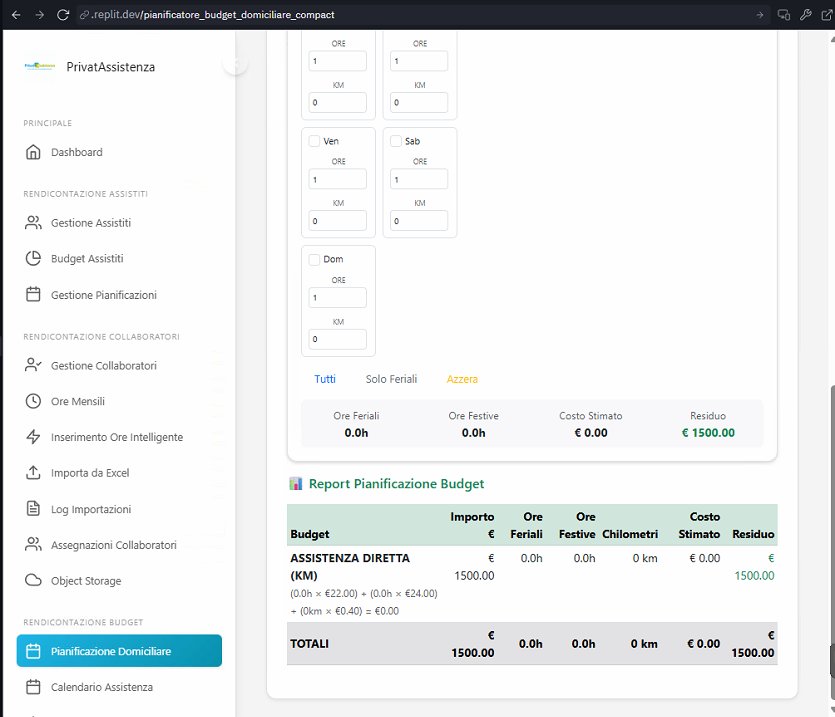 .replit.dev/pianificatore_budget_domiciliare_compact
PrivatAssistenza
PRINCIPALE
Dashboard
RENDICONTAZIONE ASSISTITI
Gestione Assistiti
Budget Assistiti
Gestione Pianificazioni
RENDICONTAZIONE COLLABORATORI
Gestione Collaboratori
Ore Mensili
Inserimento Ore Intelligente
Importa da Excel
Log Importazioni
Assegnazioni Collaboratori
Object Storage
RENDICONTAZIONE BUDGET
Pianificazione Domiciliare
Calendario Assistenza
ORE ORE
1 1
KM KM
0 0
Ven Sab
ORE ORE
1 1
KM KM
0 0
Dom
ORE
1
KM
0
Tutti Solo Feriali Azzera
Ore Feriali Ore Festive Costo Stimato Residuo
0.0h 0.0h € 0.00 € 1500.00
Report Pianificazione Budget
Importo Ore Ore Costo
Budget € Feriali Festive Chilometri Stimato Residuo
ASSISTENZA DIRETTA € 0.0h 0.0h 0 km € 0.00 €
(KM) 1500.00 1500.00
(0.0h × €22.00) + (0.0h × €24.00)
+ (0km × €0.40) = €0.00
€ €
TOTALI 0.0h 0.0h 0 km € 0.00
1500.00 1500.00